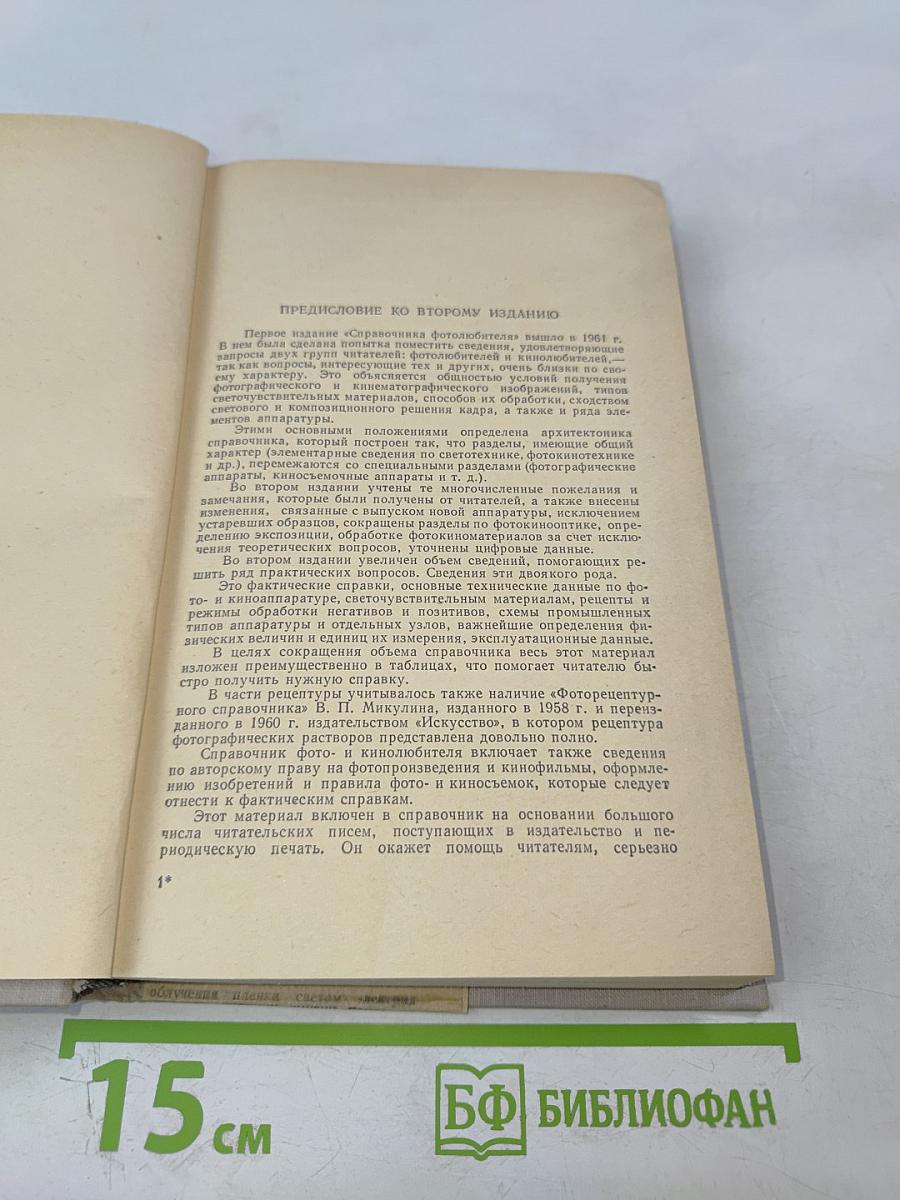 ПРЕДИСЛОВИЕ КО ВТОРОМУ ИЗДАНИЮ
Первое издание «Справочника фотолюбителя» вышло в 1961 г.
В нем была сделана попытка поместить сведения, удовлетворяющие
запросы двух групп читателей: фотолюбителей и кинолюбителей,—
так как вопросы, интересующие тех и других, очень близки по сво-
ему характеру. Это объясняется общностью условий получения
фотографического и кинематографического изображений, типов
светочувствительных материалов, способов их обработки, сходством
светового и композиционного решения кадра, а также и ряда эле-
ментов аппаратуры.
Этими основными положениями определена архитектоника
справочника, который построен так, что разделы, имеющие общий
характер (элементарные сведения по светотехнике, фотокинотехнике
и др.), перемежаются со специальными разделами (фотографические
аппараты, киносъемочные аппараты и т. д.).
Во втором издании учтены те многочисленные пожелания и
замечания, которые были получены от читателей, а также внесены
изменения, связанные с выпуском новой аппаратуры, исключением
устаревших образцов, сокращены разделы по фотокинооптике, опре-
делению экспозиции, обработке фотокиноматериалов за счет исклю-
чения теоретических вопросов, уточнены цифровые данные.
Во втором издании увеличен объем сведений, помогающих ре-
шить ряд практических вопросов. Сведения эти двоякого рода.
Это фактические справки, основные технические данные по фо-
то- и киноаппаратуре, светочувствительным материалам, рецепты и
режимы обработки негативов и позитивов, схемы промышленных
типов аппаратуры и отдельных узлов, важнейшие определения фи-
зических величин и единиц их измерения, эксплуатационные данные.
В целях сокращения объема справочника весь этот материал
изложен преимущественно в таблицах, что помогает читателю бы-
стро получить нужную справку.
В части рецептуры учитывалось также наличие «Фоторецептур-
ного справочника» В. П. Микулина, изданного в 1958 г. и переиз-
данного в 1960 г. издательством «Искусство», в котором рецептура
фотографических растворов представлена довольно полно.
Справочник фото- и кинолюбителя включает также сведения
по авторскому праву на фотопроизведения и кинофильмы, оформле-
нию изобретений и правила фото- и киносъемок, которые следует
отнести к фактическим справкам.
Этот материал включен в справочник на основании большого
числа читательских писем, поступающих в издательство и пе-
риодическую печать. Он окажет помощь читателям, серьезно
1*
облучения пленки светом
15 см
БФ БИБЛИОФАН